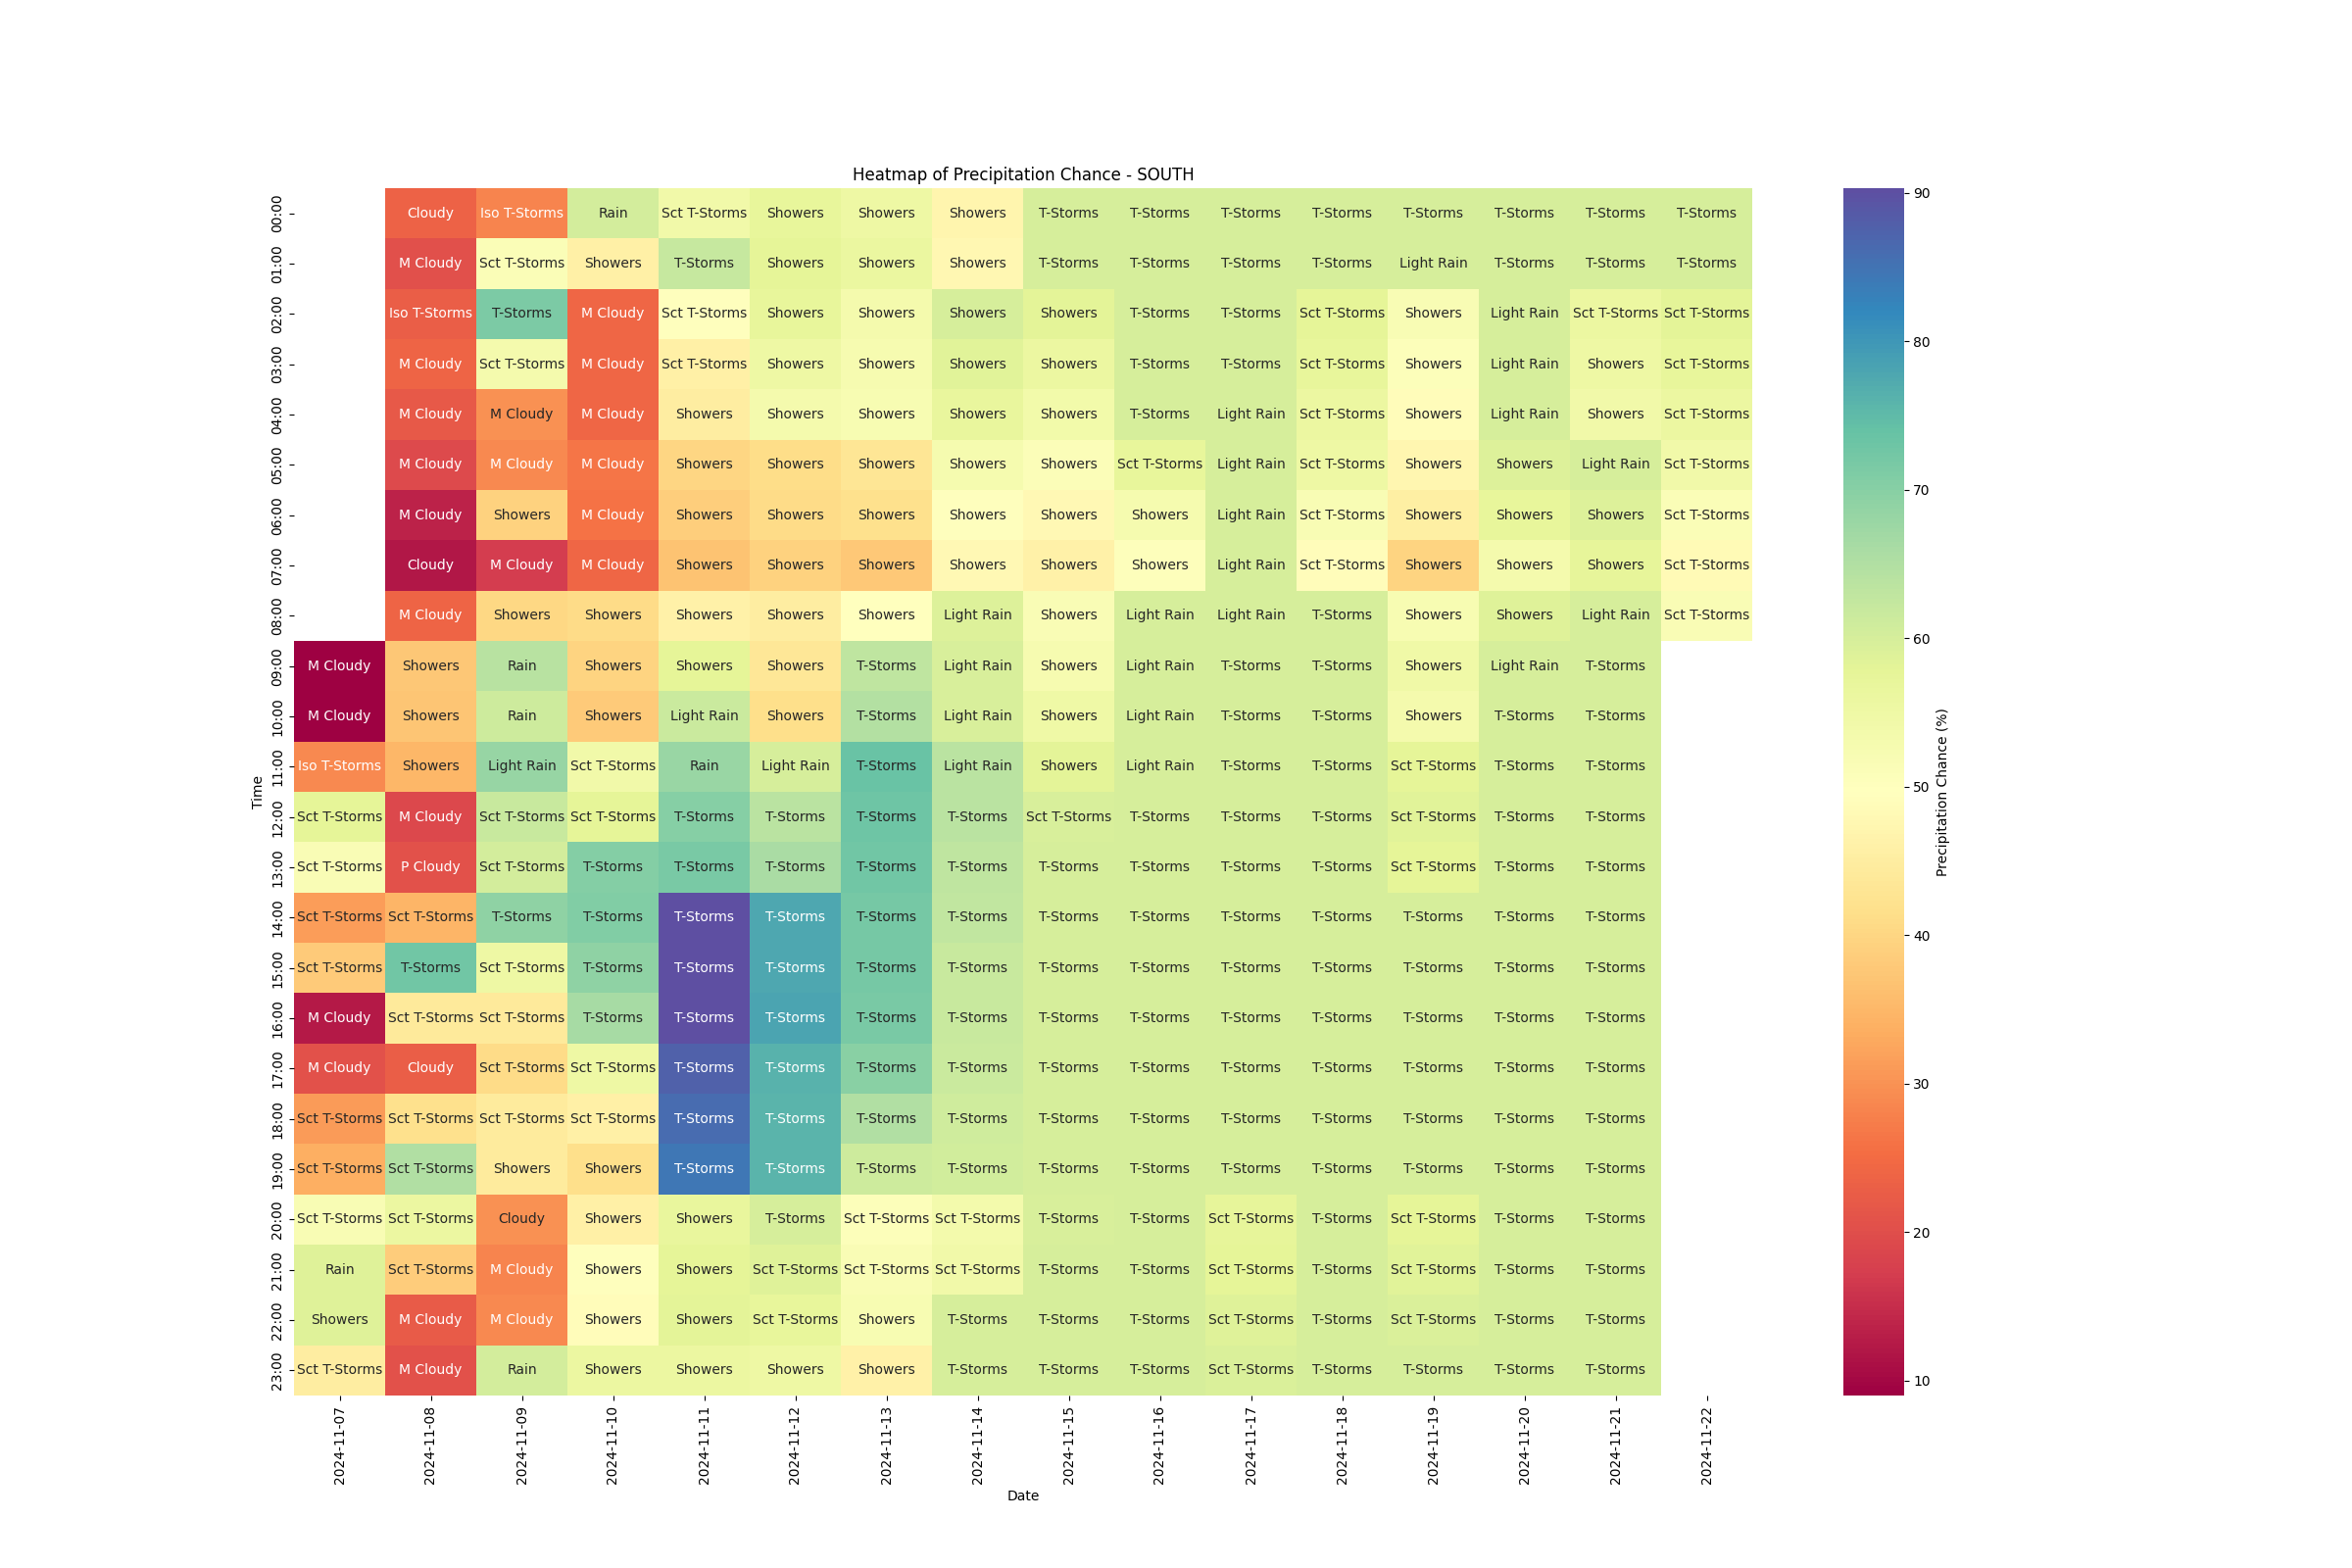 Heatmap of Precipitation Chance - SOUTH
00:00 Cloudy Iso T-Storms Rain Sct T-Storms Showers Showers Showers T-Storms T-Storms T-Storms T-Storms T-Storms T-Storms T-Storms T-Storms
01:00 M Cloudy Sct T-Storms Showers T-Storms Showers Showers Showers T-Storms T-Storms T-Storms T-Storms Light Rain T-Storms T-Storms T-Storms
02:00 Iso T-Storms T-Storms M Cloudy Sct T-Storms Showers Showers Showers Showers T-Storms T-Storms Sct T-Storms Showers Light Rain Sct T-Storms Sct T-Storms
03:00 M Cloudy Sct T-Storms M Cloudy Sct T-Storms Showers Showers Showers Showers T-Storms T-Storms Sct T-Storms Showers Light Rain Showers Sct T-Storms
04:00 M Cloudy M Cloudy M Cloudy Showers Showers Showers Showers Showers T-Storms Light Rain Sct T-Storms Showers Light Rain Showers Sct T-Storms
05:00 M Cloudy M Cloudy M Cloudy Showers Showers Showers Showers Showers Sct T-Storms Light Rain Sct T-Storms Showers Showers Light Rain Sct T-Storms
06:00 M Cloudy Showers M Cloudy Showers Showers Showers Showers Showers Showers Light Rain Sct T-Storms Showers Showers Showers Sct T-Storms
07:00 Cloudy M Cloudy M Cloudy Showers Showers Showers Showers Showers Showers Light Rain Sct T-Storms Showers Showers Showers Sct T-Storms
08:00 M Cloudy Showers Showers Showers Showers Showers Light Rain Showers Light Rain Light Rain T-Storms Showers Showers Light Rain Sct T-Storms
09:00 M Cloudy Showers Rain Showers Showers Showers T-Storms Light Rain Showers Light Rain T-Storms T-Storms Showers Light Rain T-Storms
10:00 M Cloudy Showers Rain Showers Light Rain Showers T-Storms Light Rain Showers Light Rain T-Storms T-Storms Showers T-Storms T-Storms
11:00 Iso T-Storms Showers Light Rain Sct T-Storms Rain Light Rain T-Storms Light Rain Showers Light Rain T-Storms T-Storms Sct T-Storms T-Storms T-Storms
12:00 Sct T-Storms M Cloudy Sct T-Storms Sct T-Storms T-Storms T-Storms T-Storms T-Storms Sct T-Storms T-Storms T-Storms T-Storms Sct T-Storms T-Storms T-Storms
13:00 Sct T-Storms P Cloudy Sct T-Storms T-Storms T-Storms T-Storms T-Storms T-Storms T-Storms T-Storms T-Storms T-Storms Sct T-Storms T-Storms T-Storms
14:00 Sct T-Storms Sct T-Storms T-Storms T-Storms T-Storms T-Storms T-Storms T-Storms T-Storms T-Storms T-Storms T-Storms T-Storms T-Storms T-Storms
15:00 Sct T-Storms T-Storms Sct T-Storms T-Storms T-Storms T-Storms T-Storms T-Storms T-Storms T-Storms T-Storms T-Storms T-Storms T-Storms T-Storms
16:00 M Cloudy Sct T-Storms Sct T-Storms T-Storms T-Storms T-Storms T-Storms T-Storms T-Storms T-Storms T-Storms T-Storms T-Storms T-Storms T-Storms
17:00 M Cloudy Cloudy Sct T-Storms Sct T-Storms T-Storms T-Storms T-Storms T-Storms T-Storms T-Storms T-Storms T-Storms T-Storms T-Storms T-Storms
18:00 Sct T-Storms Sct T-Storms Sct T-Storms Sct T-Storms T-Storms T-Storms T-Storms T-Storms T-Storms T-Storms T-Storms T-Storms T-Storms T-Storms T-Storms
19:00 Sct T-Storms Sct T-Storms Showers Showers T-Storms T-Storms T-Storms T-Storms T-Storms T-Storms T-Storms T-Storms T-Storms T-Storms T-Storms
20:00 Sct T-Storms Sct T-Storms Cloudy Showers Showers T-Storms Sct T-Storms Sct T-Storms T-Storms T-Storms Sct T-Storms T-Storms Sct T-Storms T-Storms T-Storms
21:00 Rain Sct T-Storms M Cloudy Showers Showers Sct T-Storms Sct T-Storms Sct T-Storms T-Storms T-Storms Sct T-Storms T-Storms Sct T-Storms T-Storms T-Storms
22:00 Showers M Cloudy M Cloudy Showers Showers Sct T-Storms Showers T-Storms T-Storms T-Storms Sct T-Storms T-Storms Sct T-Storms T-Storms T-Storms
23:00 Sct T-Storms M Cloudy Rain Showers Showers Showers Showers T-Storms T-Storms T-Storms Sct T-Storms T-Storms T-Storms T-Storms T-Storms
Time
2024-11-07 2024-11-08 2024-11-09 2024-11-10 2024-11-11 2024-11-12 2024-11-13 2024-11-14 2024-11-15 2024-11-16 2024-11-17 2024-11-18 2024-11-19 2024-11-20 2024-11-21 2024-11-22
Date
90
80
70
60
50
40
30
20
10
Precipitation Chance (%)